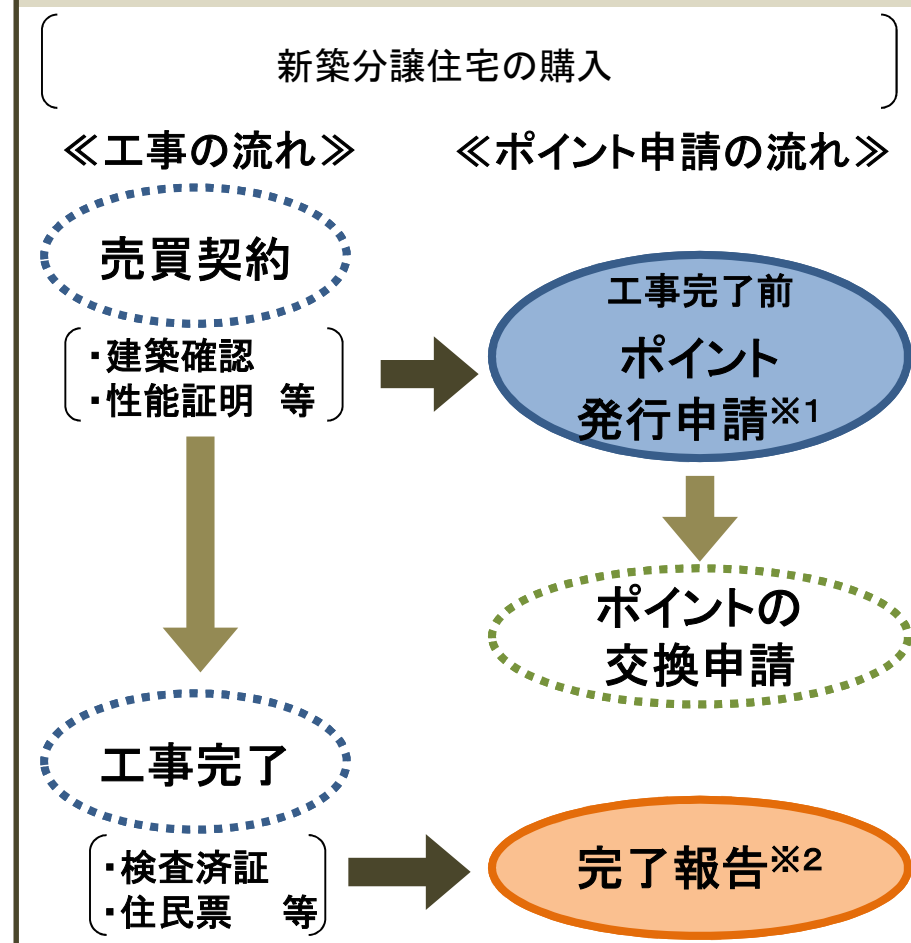 新築分譲住宅の購入
≪工事の流れ≫
≪ポイント申請の流れ≫
売買契約
・建築確認
・性能証明 等
工事完了前
ポイント
発行申請※1
ポイントの
交換申請
工事完了
・検査済証
・住民票 等
完了報告※2